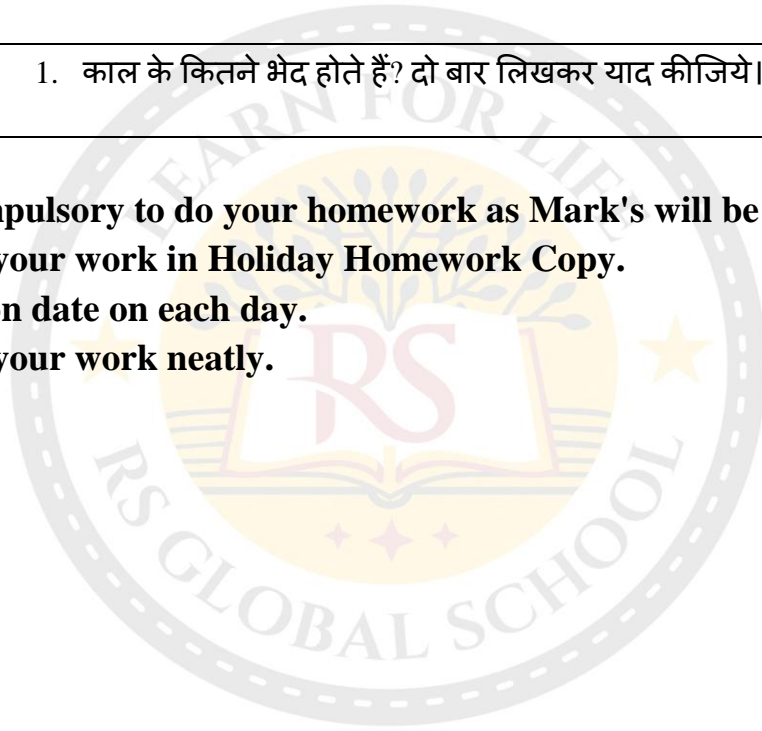 1. काल के कितने भेद होते हैं? दो बार लिखकर याद कीजिये।
mpulsory to do your homework as Mark's will be
your work in Holiday Homework Copy.
n date on each day.
your work neatly.
EARN FOR LIFE
RS
RS GLOBAL SCHOOL